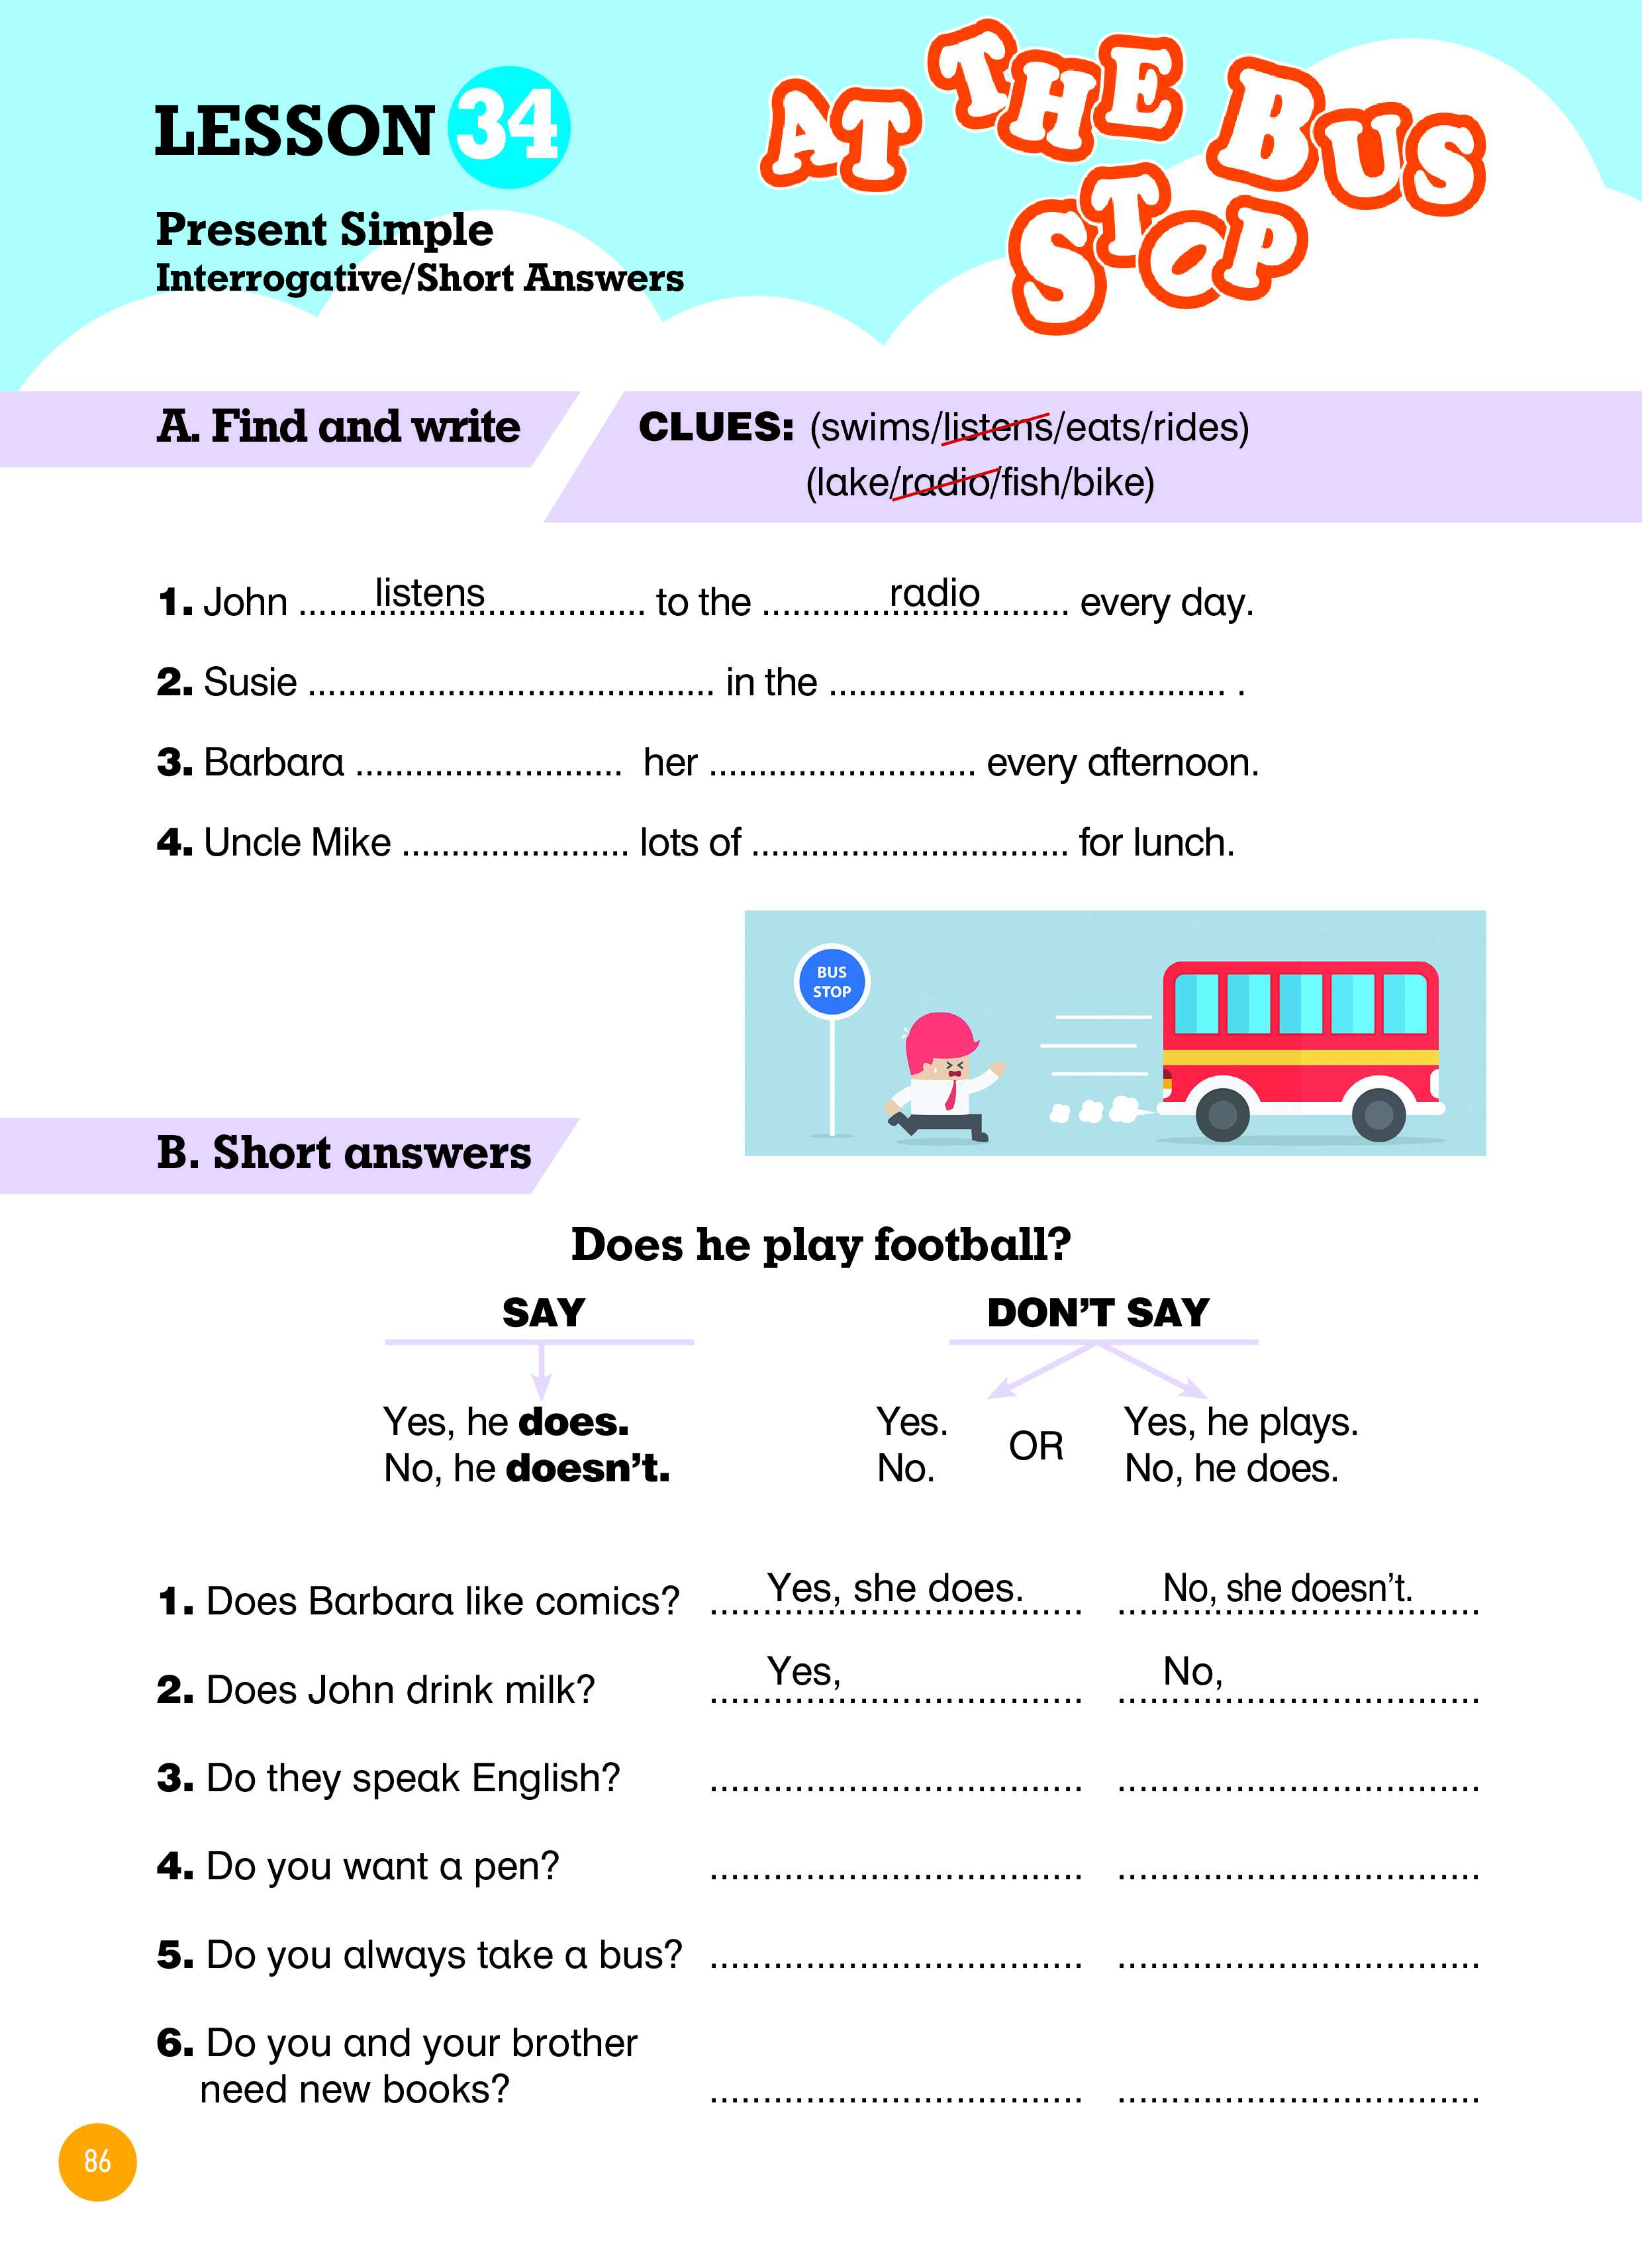 LESSON 34
AT THE BUS
STOP
Present Simple
Interrogative/Short Answers
A. Find and write
CLUES: (swims/listens/eats/rides)
(lake/radio/fish/bike)
1. John ...................listens................... to the ...................radio................... every day.
2. Susie ......................................... in the ........................................ .
3. Barbara ........................... her ........................... every afternoon.
4. Uncle Mike ....................... lots of ................................ for lunch.
BUS
STOP
B. Short answers
Does he play football?
SAY
DON'T SAY
Yes, he does.
No, he doesn't.
Yes.
No.
OR
Yes, he plays.
No, he does.
1. Does Barbara like comics? Yes, she does. No, she doesn't.
2. Does John drink milk? Yes, ................................... No, ..................................
3. Do they speak English? ................................... ..................................
4. Do you want a pen? ................................... ..................................
5. Do you always take a bus? ................................... ..................................
6. Do you and your brother
need new books? ................................... ..................................
86